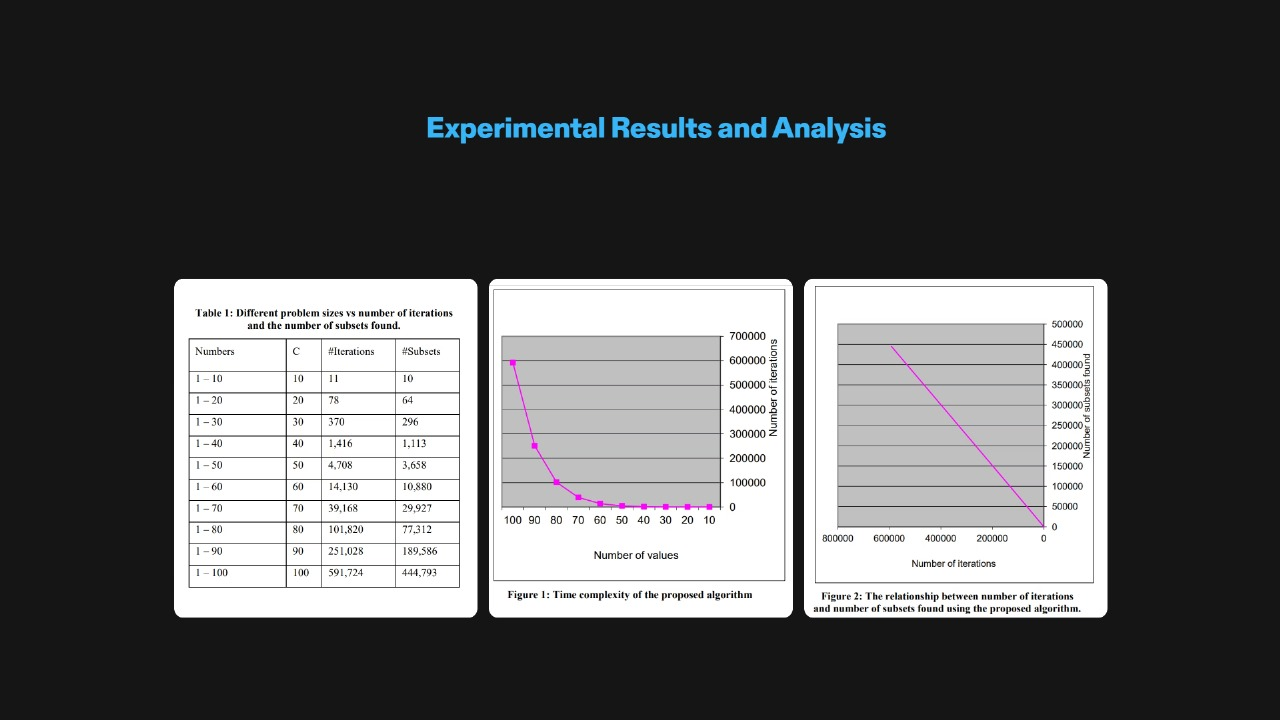 Experimental Results and Analysis
Table 1: Different problem sizes vs number of iterations
and the number of subsets found.
Numbers C #Iterations #Subsets
1 – 10 10 11 10
1 – 20 20 78 64
1 – 30 30 370 296
1 – 40 40 1,416 1,113
1 – 50 50 4,708 3,658
1 – 60 60 14,130 10,880
1 – 70 70 39,168 29,927
1 – 80 80 101,820 77,312
1 – 90 90 251,028 189,586
1 – 100 100 591,724 444,793
700000
600000
500000
400000
300000
200000
100000
0
Number of iterations
100 90 80 70 60 50 40 30 20 10
Number of values
Figure 1: Time complexity of the proposed algorithm
500000
450000
400000
350000
300000
250000
200000
150000
100000
50000
0
Number of subsets found
800000 600000 400000 200000 0
Number of iterations
Figure 2: The relationship between number of iterations
and number of subsets found using the proposed algorithm.